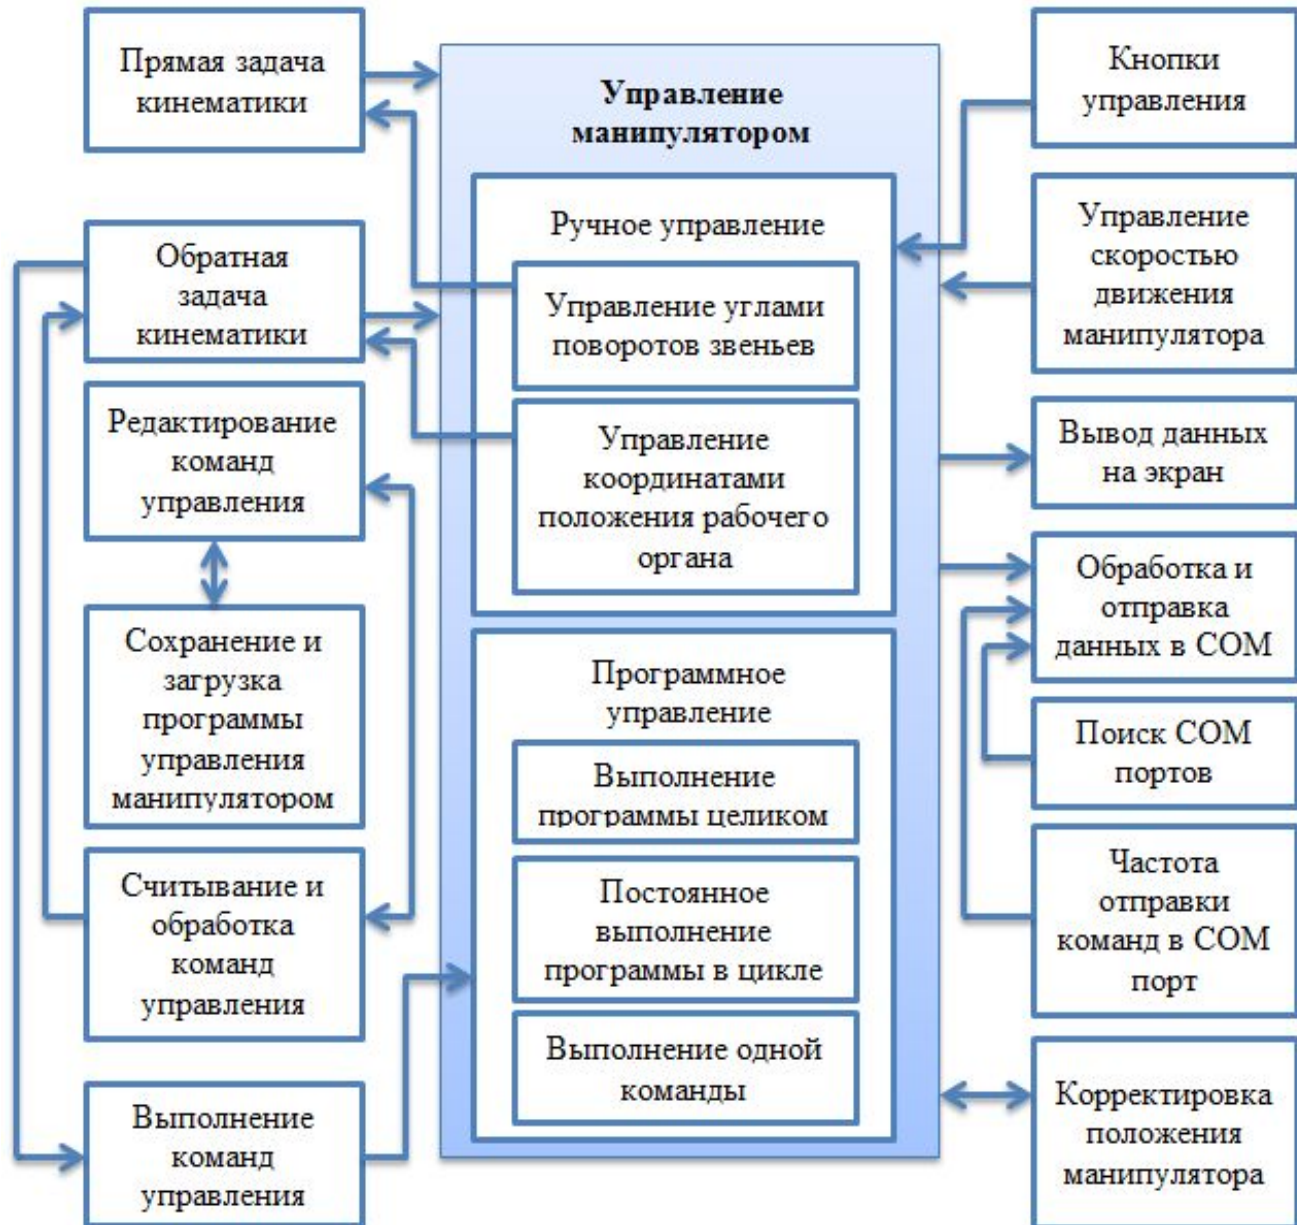 Прямая задача
кинематики
Обратная
задача
кинематики
Редактирование
команд
управления
Сохранение и
загрузка
программы
управления
манипулятором
Считывание и
обработка
команд
управления
Выполнение
команд
управления
Управление
манипулятором
Ручное управление
Управление углами
поворотов звеньев
Управление
координатами
положения рабочего
органа
Программное
управление
Выполнение
программы целиком
Постоянное
выполнение
программы в цикле
Выполнение одной
команды
Кнопки
управления
Управление
скоростью
движения
манипулятора
Вывод данных
на экран
Обработка и
отправка
данных в COM
Поиск COM
портов
Частота
отправки
команд в COM
порт
Корректировка
положения
манипулятора